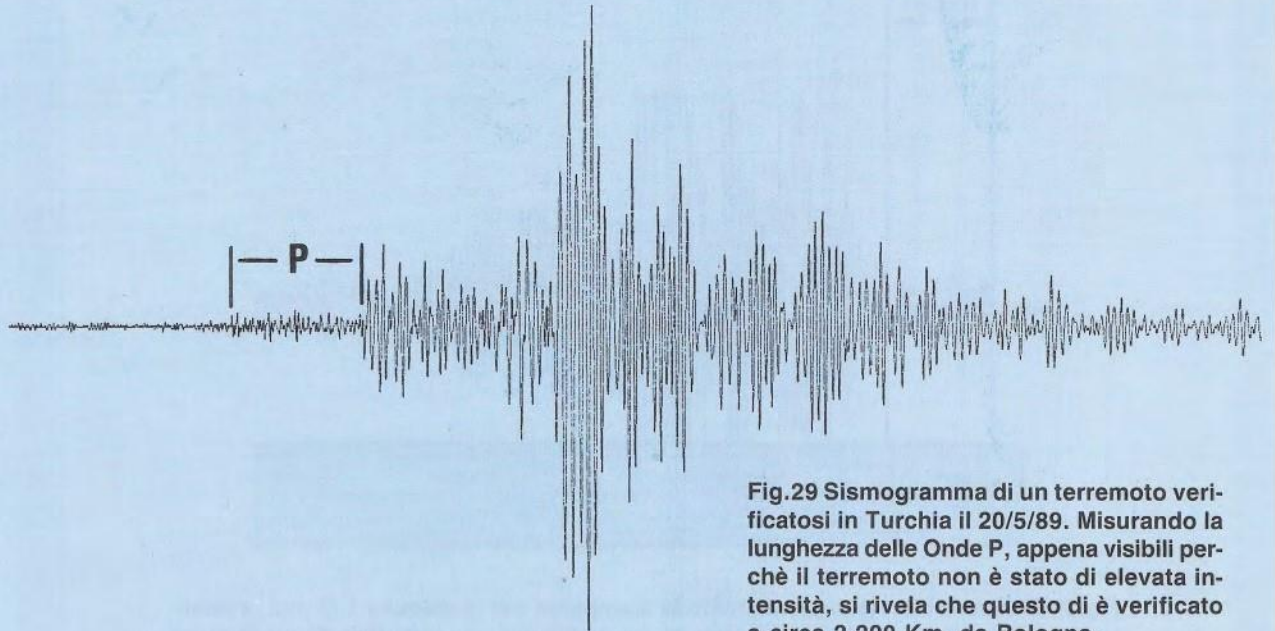 — P —
Fig.29 Sismogramma di un terremoto veri-
ficatosi in Turchia il 20/5/89. Misurando la
lunghezza delle Onde P, appena visibili per-
chè il terremoto non è stato di elevata in-
tensità, si rivela che questo di è verificato
Km. da Bologna